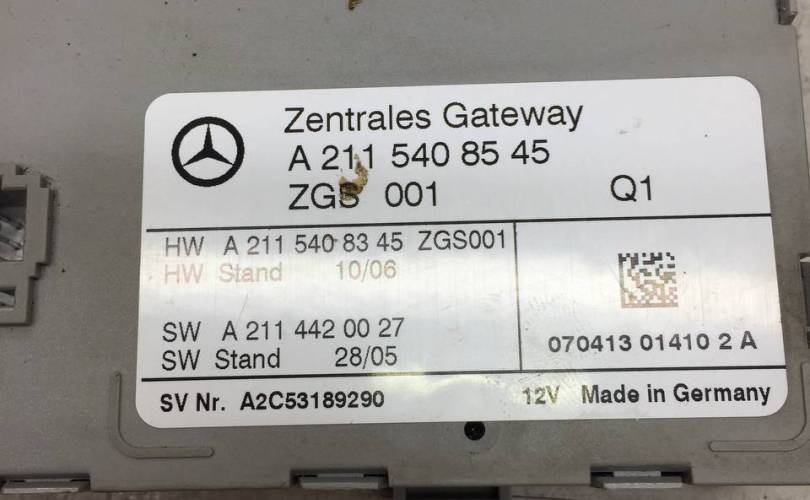 Zentrales Gateway
A 211 540 85 45
ZGS 001 Q1
HW A 211 540 83 45 ZGS001
HW Stand 10/06
SW A 211 442 00 27
SW Stand 28/05
070413 01410 2 A
SV Nr. A2C53189290 12V Made in Germany